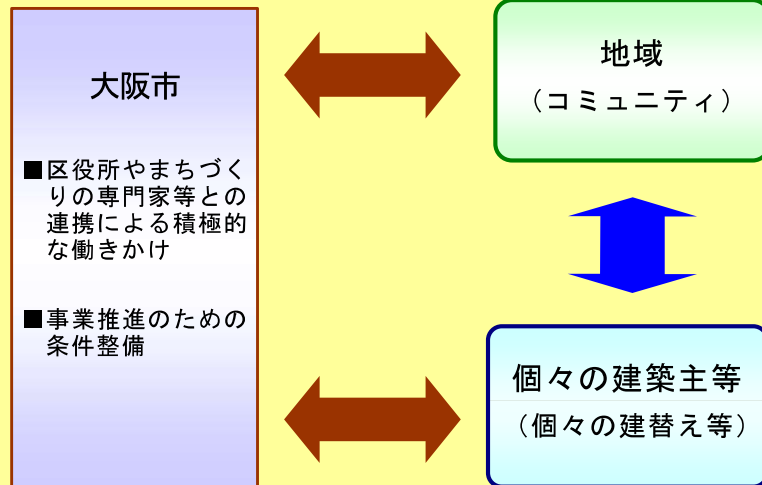 大阪市
■区役所やまちづく
りの専門家等との
連携による積極的
な働きかけ
■事業推進のための
条件整備
地域
（コミュニティ）
個々の建築主等
（個々の建替え等）